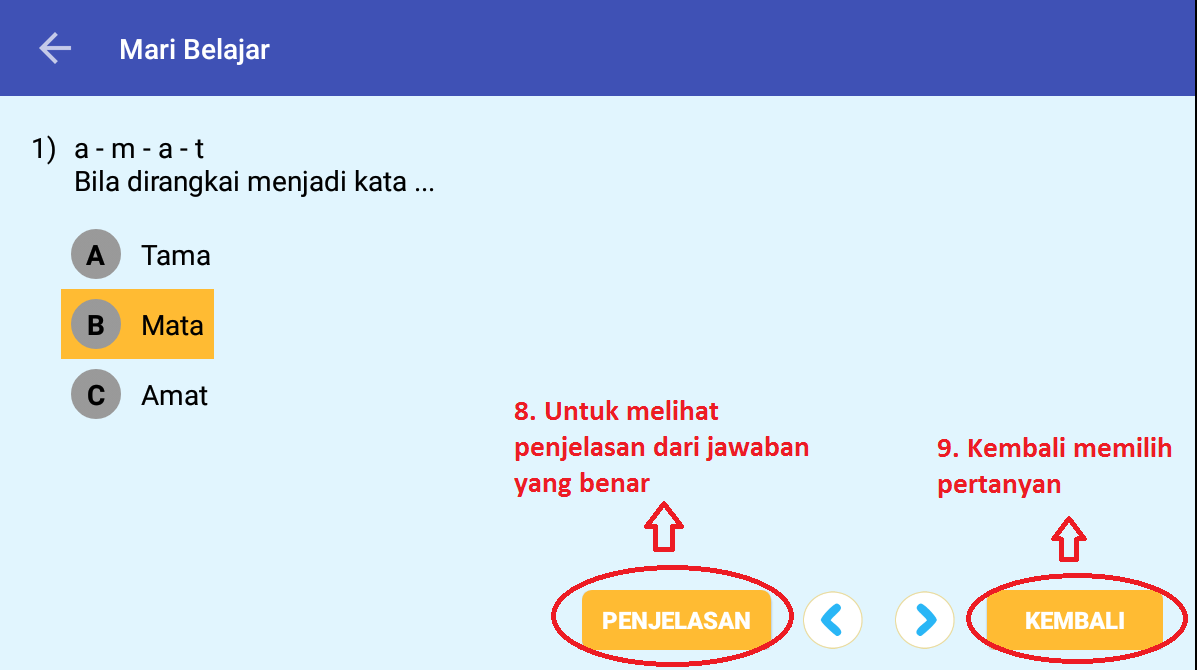 Mari Belajar
1) a - m - a - t
Bila dirangkai menjadi kata ...
A Tama
B Mata
C Amat
8. Untuk melihat
penjelasan dari jawaban
yang benar
9. Kembali memilih
pertanyan
PENJELASAN
KEMBALI